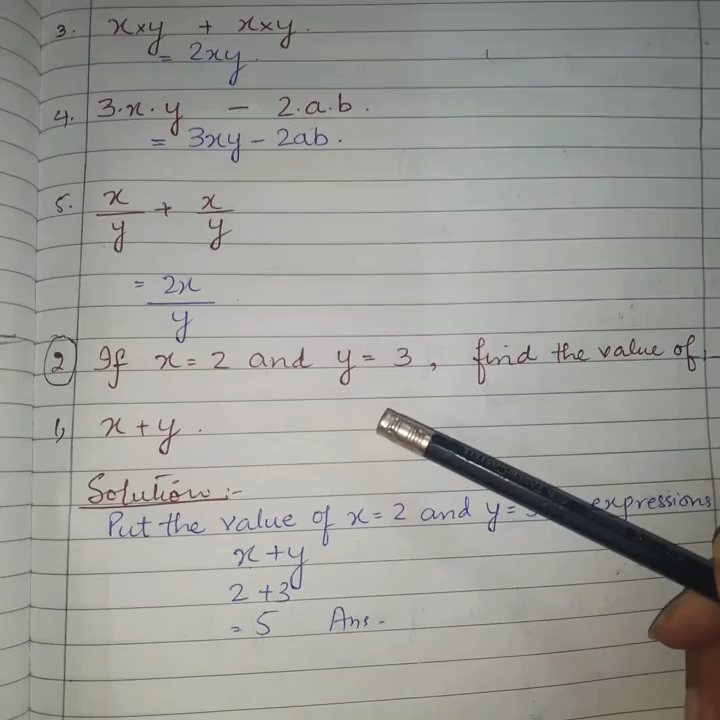 3. x×y + x×y.
= 2xy.
4. 3.x.y - 2.a.b.
= 3xy - 2ab.
5. x/y + x/y
= 2x/y
2 If x=2 and y=3, find the value of
1, x+y.
Solution:-
Put the value of x=2 and y= expressions
x+y
2+3
= 5 Ans.